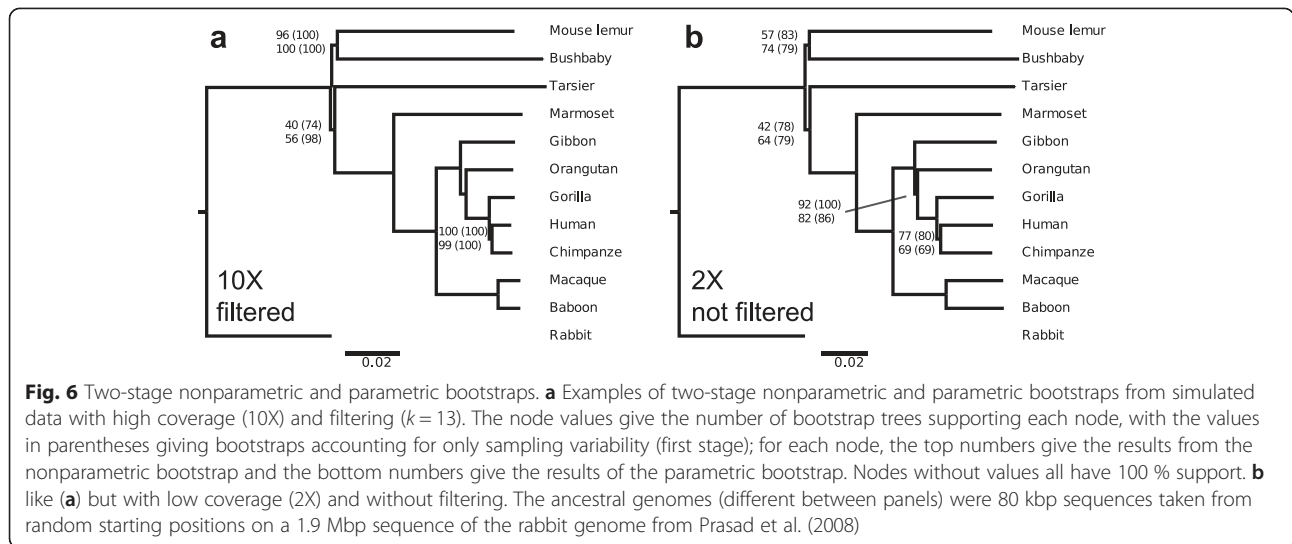 a
96 (100)
100 (100)
40 (74)
56 (98)
100 (100)
99 (100)
10X
filtered
Mouse lemur
Bushbaby
Tarsier
Marmoset
Gibbon
Orangutan
Gorilla
Human
Chimpanze
Macaque
Baboon
Rabbit
0.02
b
57 (83)
74 (79)
42 (78)
64 (79)
92 (100)
82 (86)
77 (80)
69 (69)
2X
not filtered
Mouse lemur
Bushbaby
Tarsier
Marmoset
Gibbon
Orangutan
Gorilla
Human
Chimpanze
Macaque
Baboon
Rabbit
0.02
Fig. 6 Two-stage nonparametric and parametric bootstraps. a Examples of two-stage nonparametric and parametric bootstraps from simulated
data with high coverage (10X) and filtering (k = 13). The node values give the number of bootstrap trees supporting each node, with the values
in parentheses giving bootstraps accounting for only sampling variability (first stage); for each node, the top numbers give the results from the
nonparametric bootstrap and the bottom numbers give the results of the parametric bootstrap. Nodes without values all have 100 % support. b
like (a) but with low coverage (2X) and without filtering. The ancestral genomes (different between panels) were 80 kbp sequences taken from
random starting positions on a 1.9 Mbp sequence of the rabbit genome from Prasad et al. (2008)